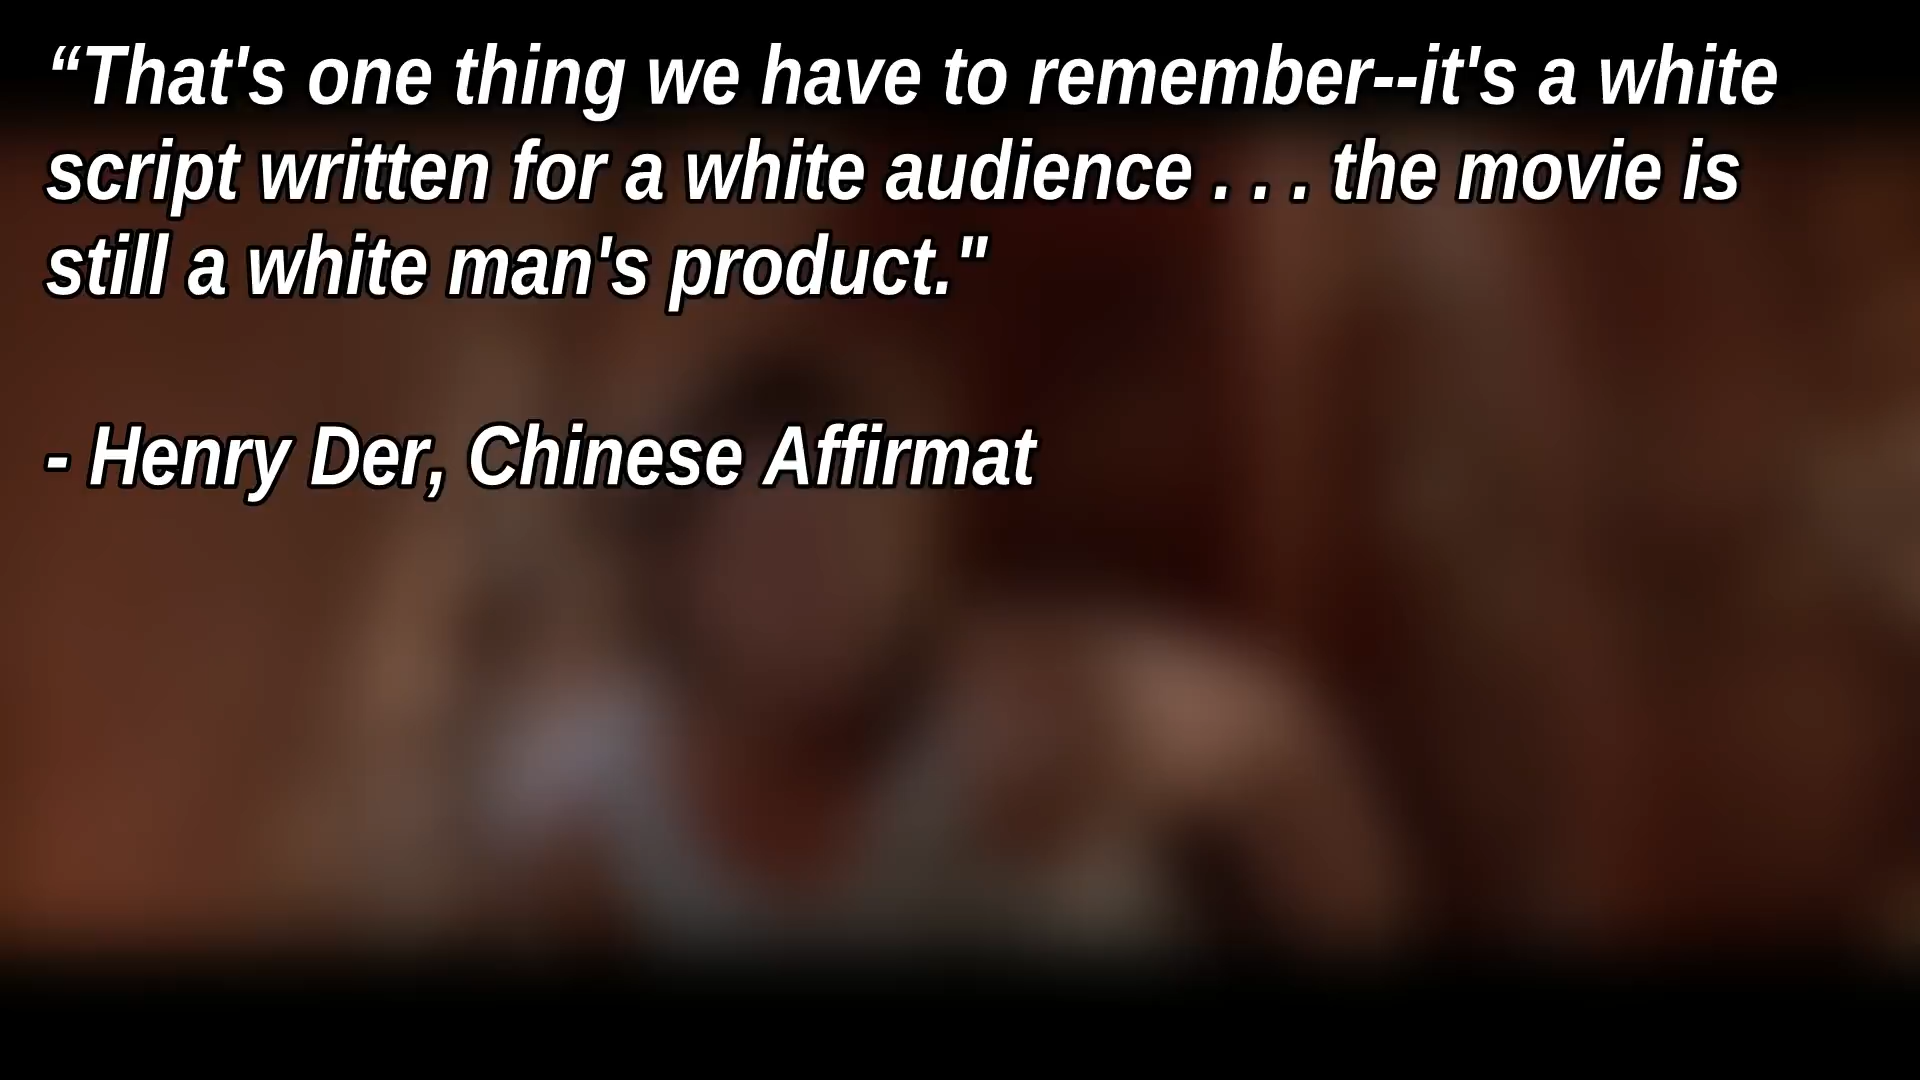 “That's one thing we have to remember--it's a white
script written for a white audience . . . the movie is
still a white man's product."
- Henry Der, Chinese Affirmat